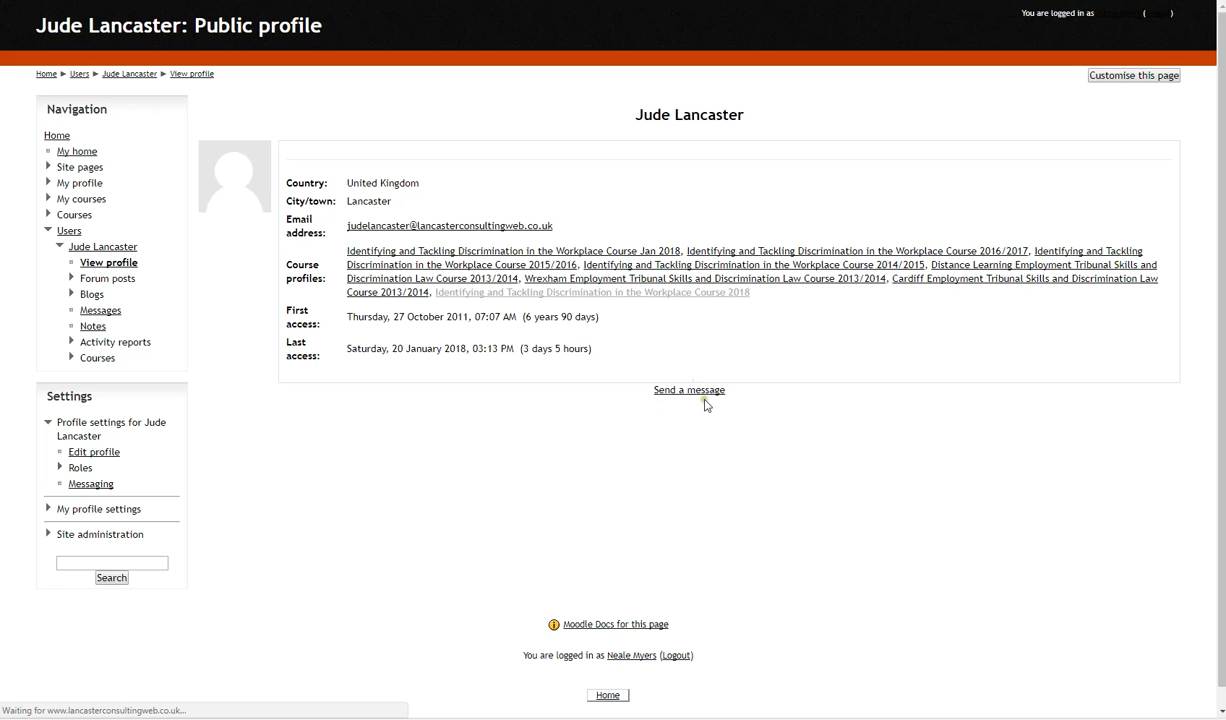 Jude Lancaster: Public profile
You are logged in as ( )
Home ► Users ► Jude Lancaster ► View profile
Customise this page
Navigation
Home
My home
Site pages
My profile
My courses
Courses
Users
Jude Lancaster
View profile
Forum posts
Blogs
Messages
Notes
Activity reports
Courses
Settings
Profile settings for Jude
Lancaster
Edit profile
Roles
Messaging
My profile settings
Site administration
Search
Jude Lancaster
Country: United Kingdom
City/town: Lancaster
Email
address: judelancaster@lancasterconsultingweb.co.uk
Course
profiles:
Identifying and Tackling Discrimination in the Workplace Course Jan 2018, Identifying and Tackling Discrimination in the Workplace Course 2016/2017, Identifying and Tackling
Discrimination in the Workplace Course 2015/2016, Identifying and Tackling Discrimination in the Workplace Course 2014/2015, Distance Learning Employment Tribunal Skills and
Discrimination Law Course 2013/2014, Wrexham Employment Tribunal Skills and Discrimination Law Course 2013/2014, Cardiff Employment Tribunal Skills and Discrimination Law
Course 2013/2014, Identifying and Tackling Discrimination in the Workplace Course 2018
First
access: Thursday, 27 October 2011, 07:07 AM (6 years 90 days)
Last
access: Saturday, 20 January 2018, 03:13 PM (3 days 5 hours)
Send a message
Moodle Docs for this page
You are logged in as Neale Myers (Logout)
Home
Waiting for www.lancasterconsultingweb.co.uk...